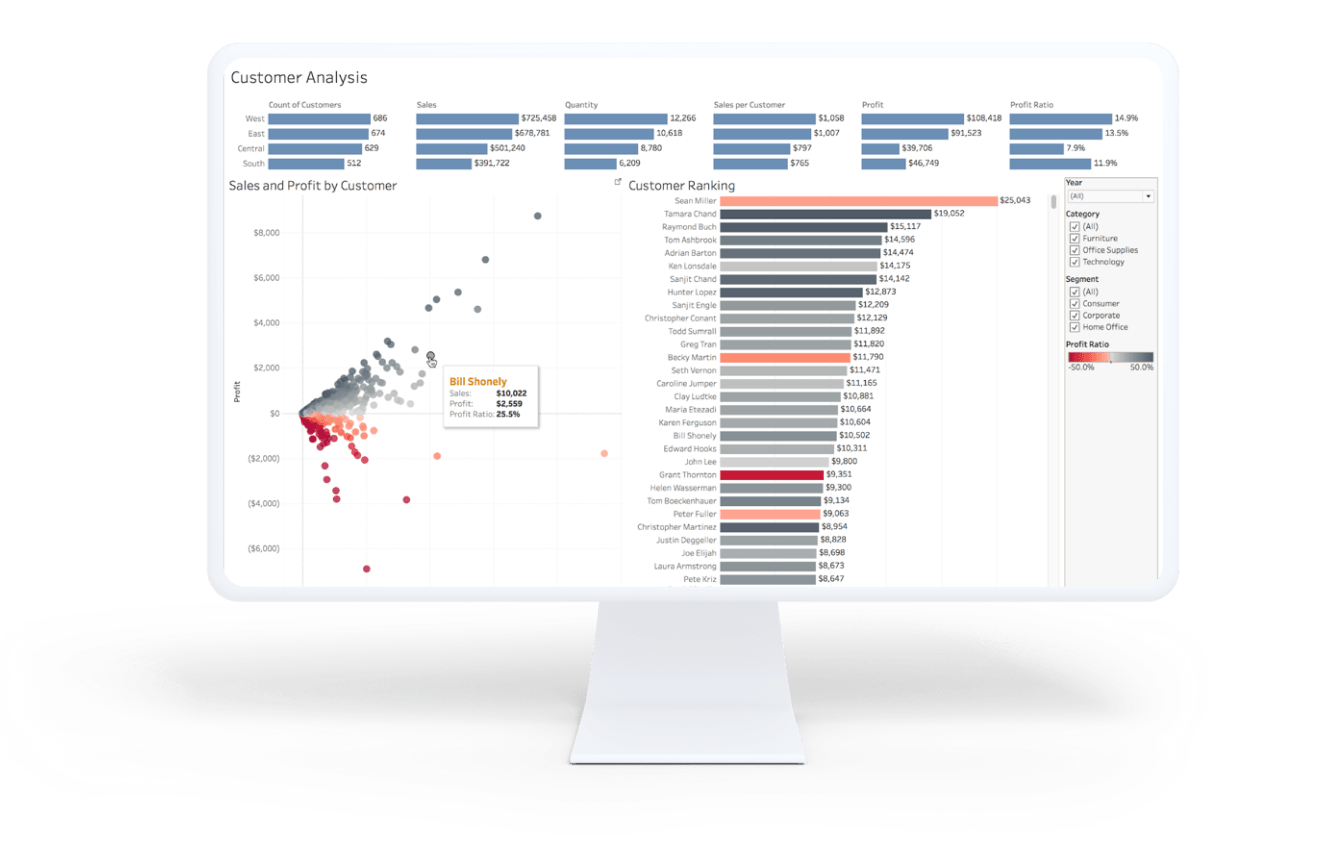 Customer Analysis
Count of Customers Sales Quantity Sales per Customer Profit Profit Ratio
West 686 $725,458 12,266 $1,058 $108,418 14.9%
East 674 $678,781 10,618 $1,007 $91,523 13.5%
Central 629 $501,240 8,780 $797 $39,706 7.9%
South 512 $391,722 6,209 $765 $46,749 11.9%
Sales and Profit by Customer
$8,000
$6,000
$4,000
$2,000
$0
($2,000)
($4,000)
($6,000)
Profit
Bill Shonely
Sales: $10,022
Profit: $2,559
Profit Ratio: 25.5%
Customer Ranking
Sean Miller $25,043
Tamara Chand $19,052
Raymond Buch $15,117
Tom Ashbrook $14,596
Adrian Barton $14,474
Ken Lonsdale $14,175
Sanjit Chand $14,142
Hunter Lopez $12,873
Sanjit Engle $12,209
Christopher Conant $12,129
Todd Sumrall $11,892
Greg Tran $11,820
Becky Martin $11,790
Seth Vernon $11,471
Caroline Jumper $11,165
Clay Ludtke $10,881
Maria Etezadi $10,664
Karen Ferguson $10,604
Bill Shonely $10,502
Edward Hooks $10,311
John Lee $9,800
Grant Thornton $9,351
Helen Wasserman $9,300
Tom Boeckenhauer $9,134
Peter Fuller $9,063
Christopher Martinez $8,954
Justin Deggeller $8,828
Joe Elijah $8,698
Laura Armstrong $8,673
Pete Kriz $8,647
Year
(All)
Category
(All)
Furniture
Office Supplies
Technology
Segment
(All)
Consumer
Corporate
Home Office
Profit Ratio
-50.0% 50.0%